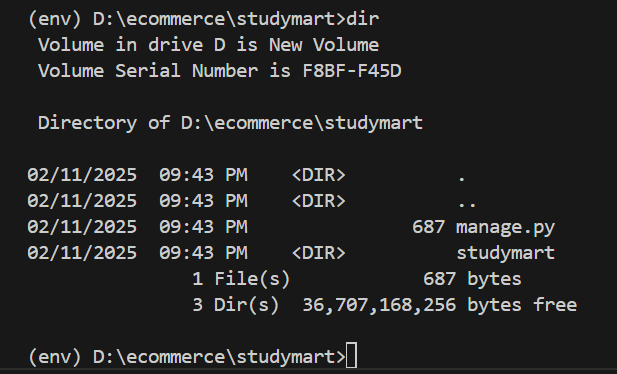 (env) D:\ecommerce\studymart>dir
 Volume in drive D is New Volume
 Volume Serial Number is F8BF-F45D

 Directory of D:\ecommerce\studymart

02/11/2025  09:43 PM    <DIR>          .
02/11/2025  09:43 PM    <DIR>          ..
02/11/2025  09:43 PM               687 manage.py
02/11/2025  09:43 PM    <DIR>          studymart
               1 File(s)            687 bytes
               3 Dir(s)  36,707,168,256 bytes free

(env) D:\ecommerce\studymart>